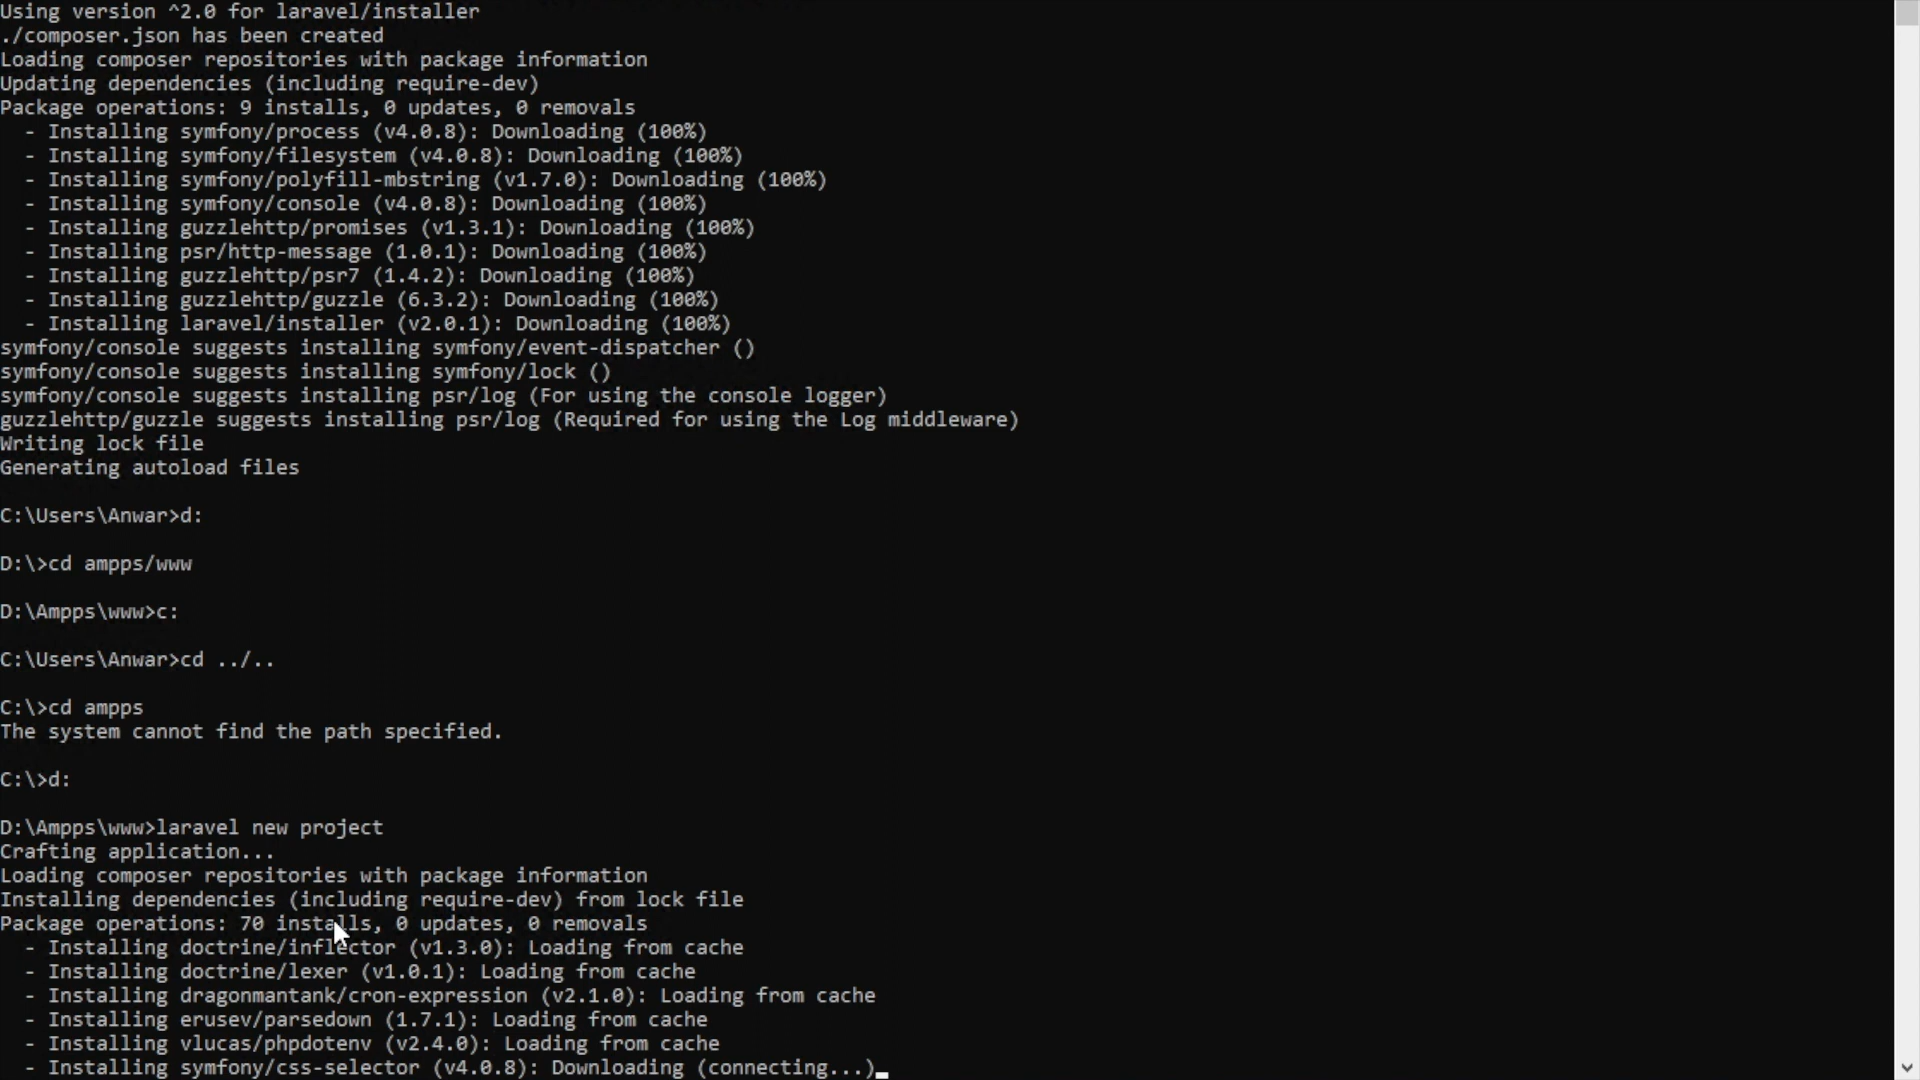 Using version ^2.0 for laravel/installer
./composer.json has been created
Loading composer repositories with package information
Updating dependencies (including require-dev)
Package operations: 9 installs, 0 updates, 0 removals
  - Installing symfony/process (v4.0.8): Downloading (100%)
  - Installing symfony/filesystem (v4.0.8): Downloading (100%)
  - Installing symfony/polyfill-mbstring (v1.7.0): Downloading (100%)
  - Installing symfony/console (v4.0.8): Downloading (100%)
  - Installing guzzlehttp/promises (v1.3.1): Downloading (100%)
  - Installing psr/http-message (1.0.1): Downloading (100%)
  - Installing guzzlehttp/psr7 (1.4.2): Downloading (100%)
  - Installing guzzlehttp/guzzle (6.3.2): Downloading (100%)
  - Installing laravel/installer (v2.0.1): Downloading (100%)
symfony/console suggests installing symfony/event-dispatcher ()
symfony/console suggests installing symfony/lock ()
symfony/console suggests installing psr/log (For using the console logger)
guzzlehttp/guzzle suggests installing psr/log (Required for using the Log middleware)
Writing lock file
Generating autoload files
C:\Users\Anwar>d:
D:\>cd ampps/www
D:\Ampps\www>c:
C:\Users\Anwar>cd ../..
C:\>cd ampps
The system cannot find the path specified.
C:\>d:
D:\Ampps\www>laravel new project
Crafting application...
Loading composer repositories with package information
Installing dependencies (including require-dev) from lock file
Package operations: 70 installs, 0 updates, 0 removals
  - Installing doctrine/inflector (v1.3.0): Loading from cache
  - Installing doctrine/lexer (v1.0.1): Loading from cache
  - Installing dragonmantank/cron-expression (v2.1.0): Loading from cache
  - Installing erusev/parsedown (1.7.1): Loading from cache
  - Installing vlucas/phpdotenv (v2.4.0): Loading from cache
  - Installing symfony/css-selector (v4.0.8): Downloading (connecting...)